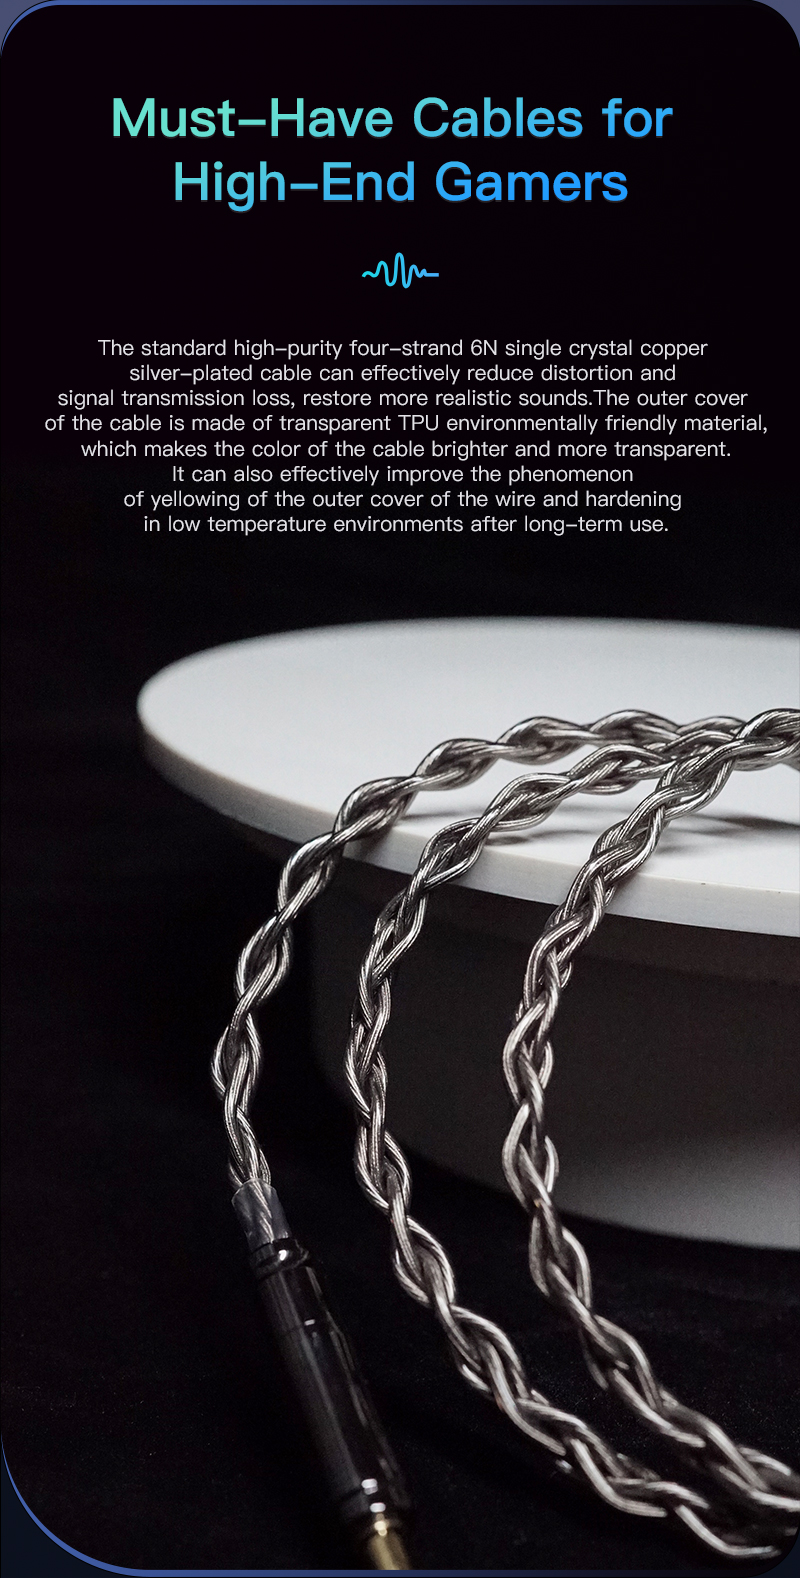 Must-Have Cables for
High-End Gamers
The standard high-purity four-strand 6N single crystal copper
silver-plated cable can effectively reduce distortion and
signal transmission loss, restore more realistic sounds.The outer cover
of the cable is made of transparent TPU environmentally friendly material,
which makes the color of the cable brighter and more transparent.
It can also effectively improve the phenomenon
of yellowing of the outer cover of the wire and hardening
in low temperature environments after long-term use.